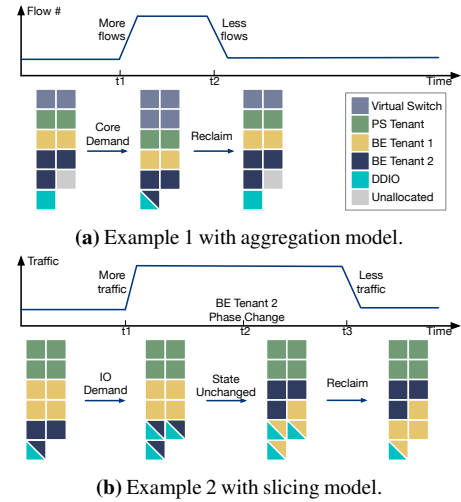 Flow #
More
flows
Less
flows
t1
t2
Time
Core
Demand
Reclaim
Virtual Switch
PS Tenant
BE Tenant 1
BE Tenant 2
DDIO
Unallocated
(a) Example 1 with aggregation model.
Traffic
More
traffic
Less
traffic
BE Tenant 2
Phase Change
t1
t2
t3
Time
IO
Demand
State
Unchanged
Reclaim
(b) Example 2 with slicing model.